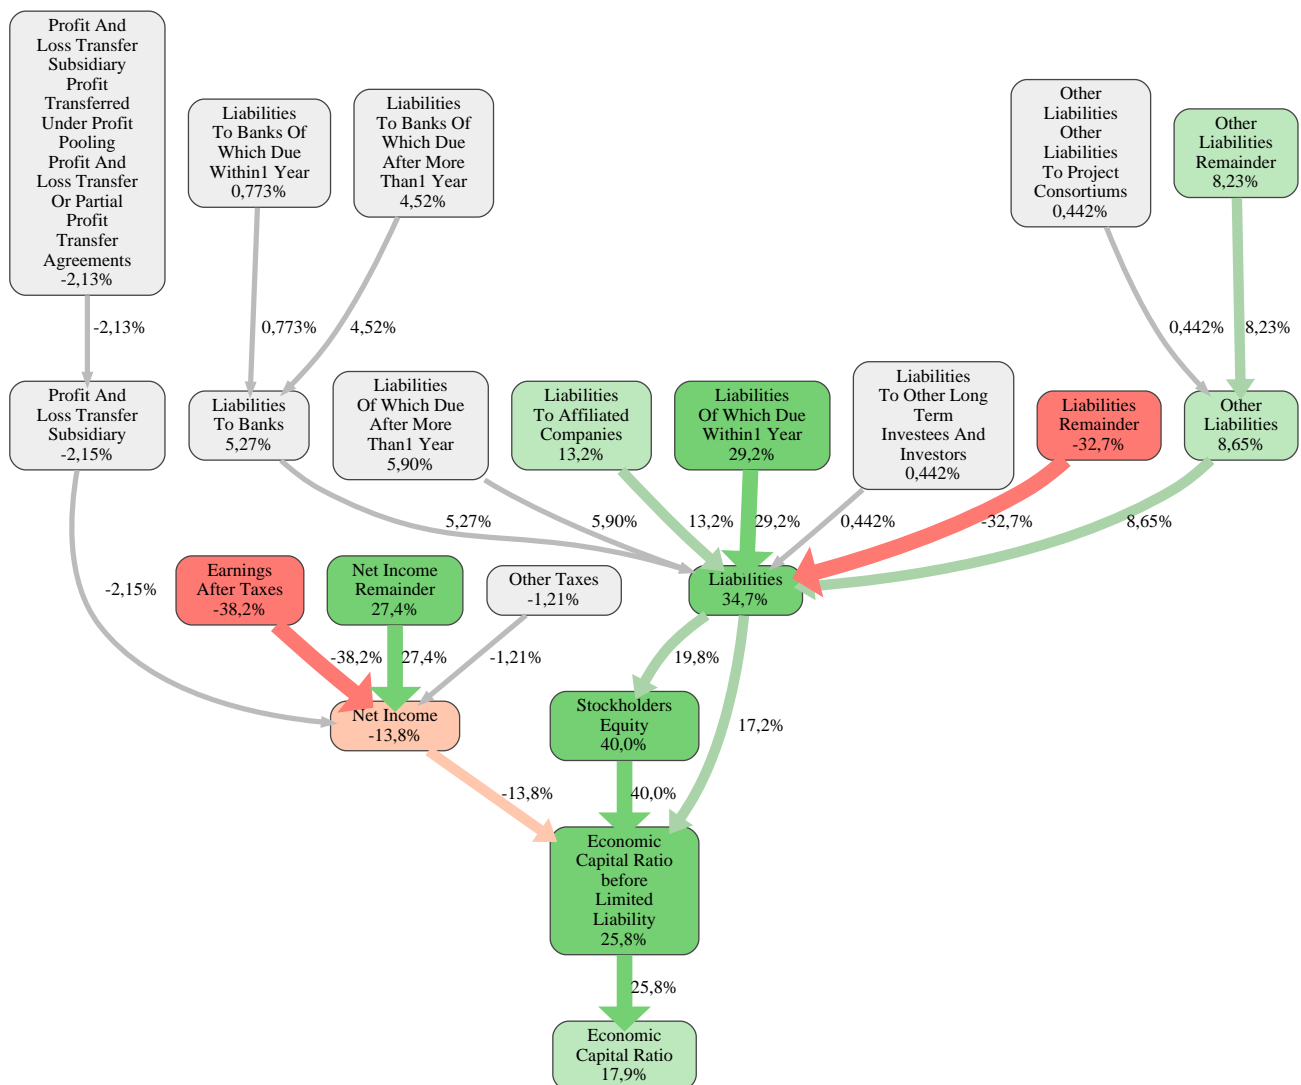 Profit And
Loss Transfer
Subsidiary
Profit
Transferred
Under Profit
Pooling
Profit And
Loss Transfer
Or Partial
Profit
Transfer
Agreements
-2,13%
Liabilities
To Banks Of
Which Due
Within1 Year
0,773%
Liabilities
To Banks Of
Which Due
After More
Than1 Year
4,52%
Other
Liabilities
Other
Liabilities
To Project
Consortiums
0,442%
Other
Liabilities
Remainder
8,23%
-2,13%
0,773%
4,52%
0,442%
8,23%
Profit And
Loss Transfer
Subsidiary
-2,15%
Liabilities
To Banks
5,27%
Liabilities
Of Which Due
After More
Than1 Year
5,90%
Liabilities
To Affiliated
Companies
13,2%
Liabilities
Of Which Due
Within1 Year
29,2%
Liabilities
To Other Long
Term
Investees And
Investors
0,442%
Liabilities
Remainder
-32,7%
Other
Liabilities
8,65%
5,27%
5,90%
13,2%
29,2%
0,442%
-32,7%
8,65%
-2,15%
Earnings
After Taxes
-38,2%
Net Income
Remainder
27,4%
Other Taxes
-1,21%
Liabilities
34,7%
-38,2%
27,4%
-1,21%
19,8%
17,2%
Net Income
-13,8%
Stockholders
Equity
40,0%
-13,8%
40,0%
Economic
Capital Ratio
before
Limited
Liability
25,8%
25,8%
Economic
Capital Ratio
17,9%